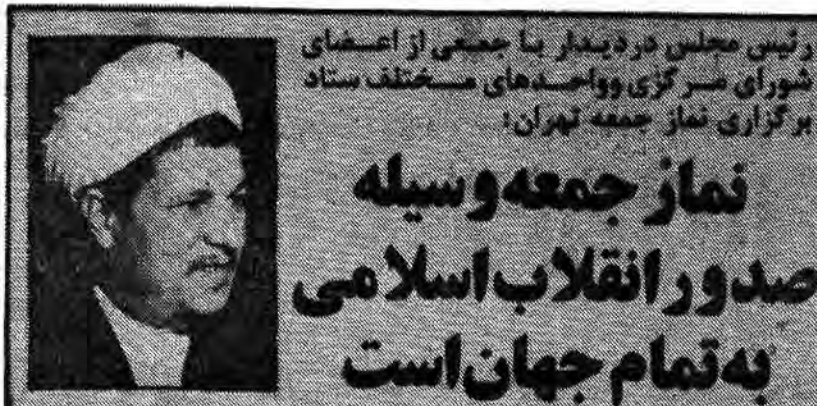 رئیس مجلس در دیدار با جمعی از اعضای
شورای مرکزی و واحدهای مختلف ستاد
برگزاری نماز جمعه تهران:
نماز جمعه وسیله
صدور انقلاب اسلامی
به تمام جهان است